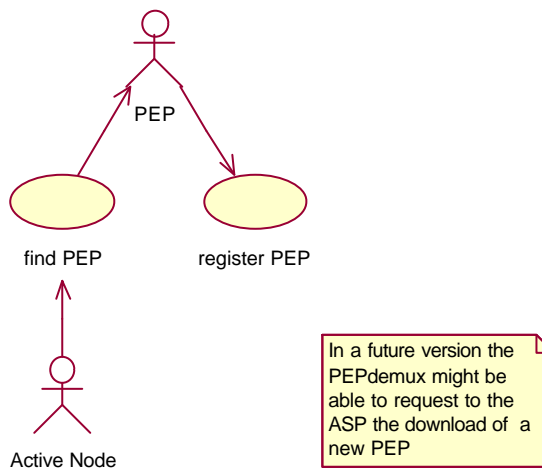 PEP
find PEP
register PEP
In a future version the
PEPdemux might be
able to request to the
ASP the download of a
new PEP
Active Node